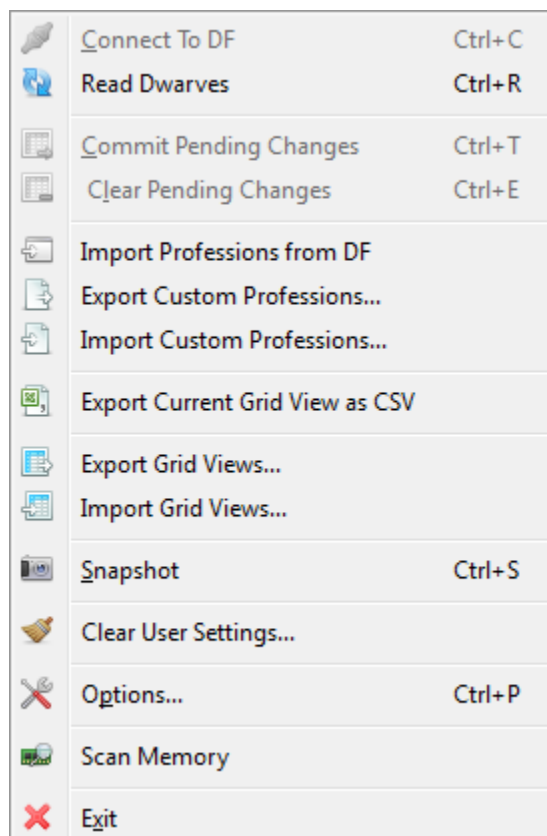 Connect To DF Ctrl+C
Read Dwarves Ctrl+R
Commit Pending Changes Ctrl+T
Clear Pending Changes Ctrl+E
Import Professions from DF
Export Custom Professions...
Import Custom Professions...
Export Current Grid View as CSV
Export Grid Views...
Import Grid Views...
Snapshot Ctrl+S
Clear User Settings...
Options... Ctrl+P
Scan Memory
Exit